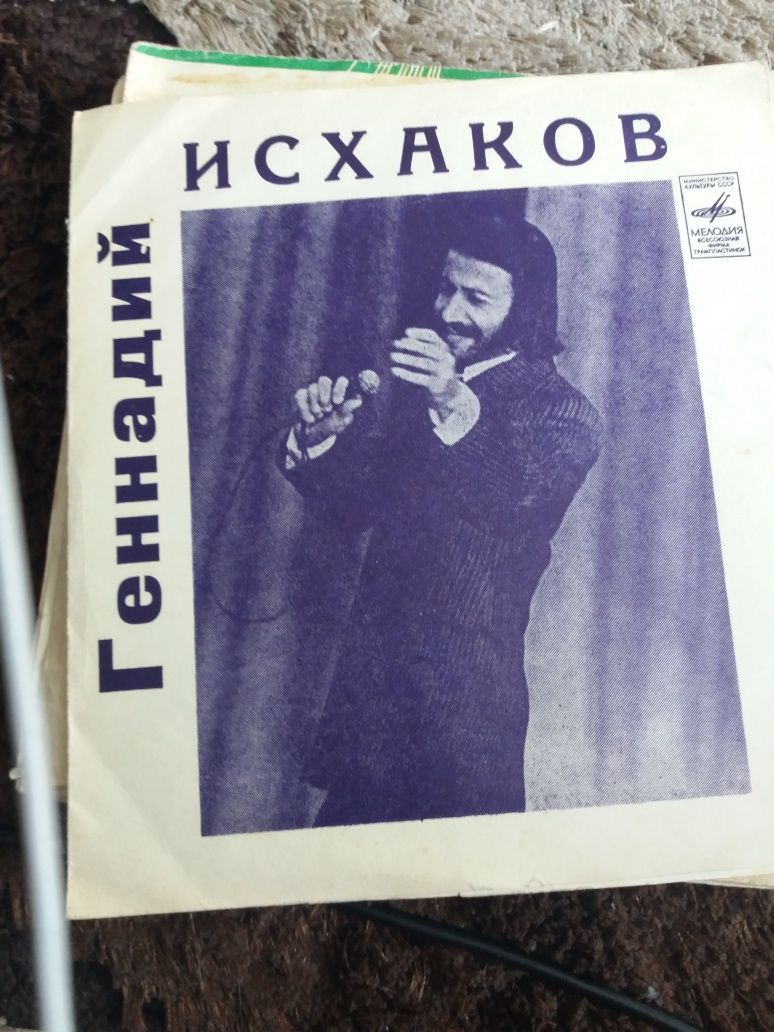 Геннадий
ИСХАКОВ
МИНИСТЕРСТВО
КУЛЬТУРЫ СССР
МЕЛОДИЯ
ВСЕСОЮЗНАЯ
ФИРМА
ГРАМПЛАСТИНОК